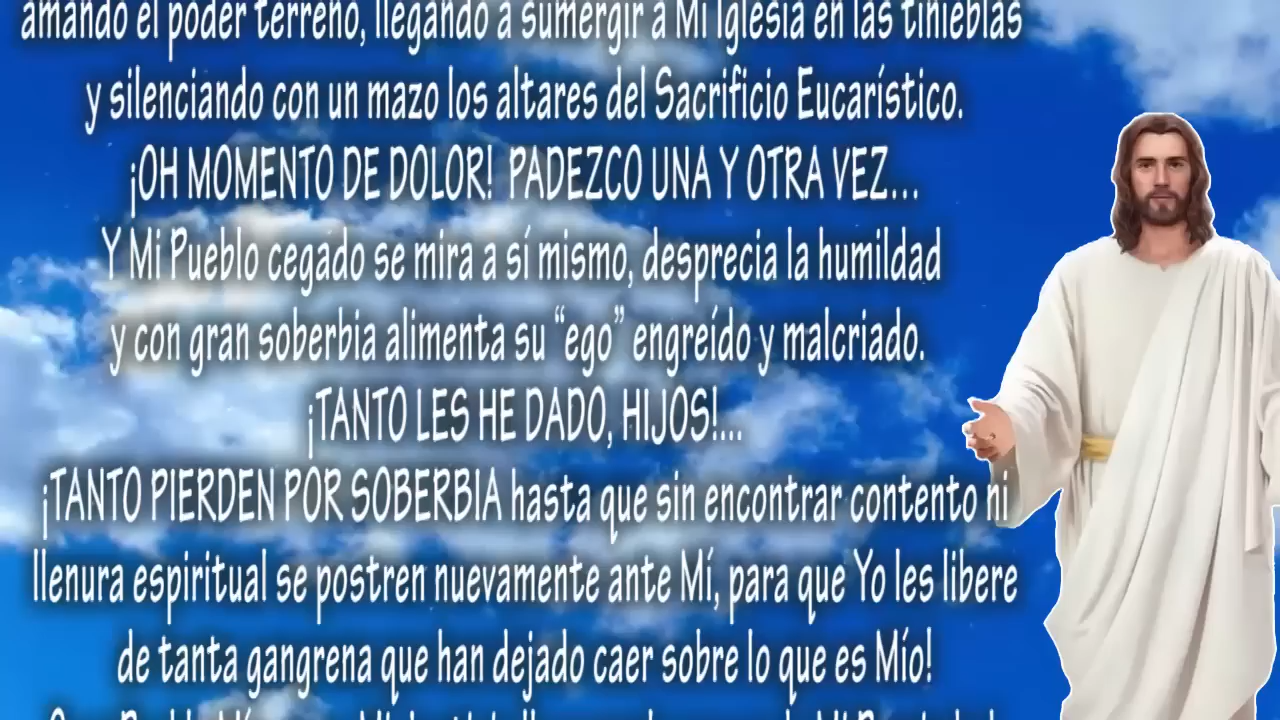 amando el poder terreno, llegando a sumergir a Mi Iglesia en las tinieblas
y silenciando con un mazo los altares del Sacrificio Eucarístico.
¡OH MOMENTO DE DOLOR! PADEZCO UNA Y OTRA VEZ...
Y Mi Pueblo cegado se mira a sí mismo, desprecia la humildad
y con gran soberbia alimenta su “ego” engreído y malcriado.
¡TANTO LES HE DADO, HIJOS!...
¡TANTO PIERDEN POR SOBERBIA hasta que sin encontrar contento ni
llenura espiritual se postren nuevamente ante Mí, para que Yo les libere
de tanta gangrena que han dejado caer sobre lo que es Mío!